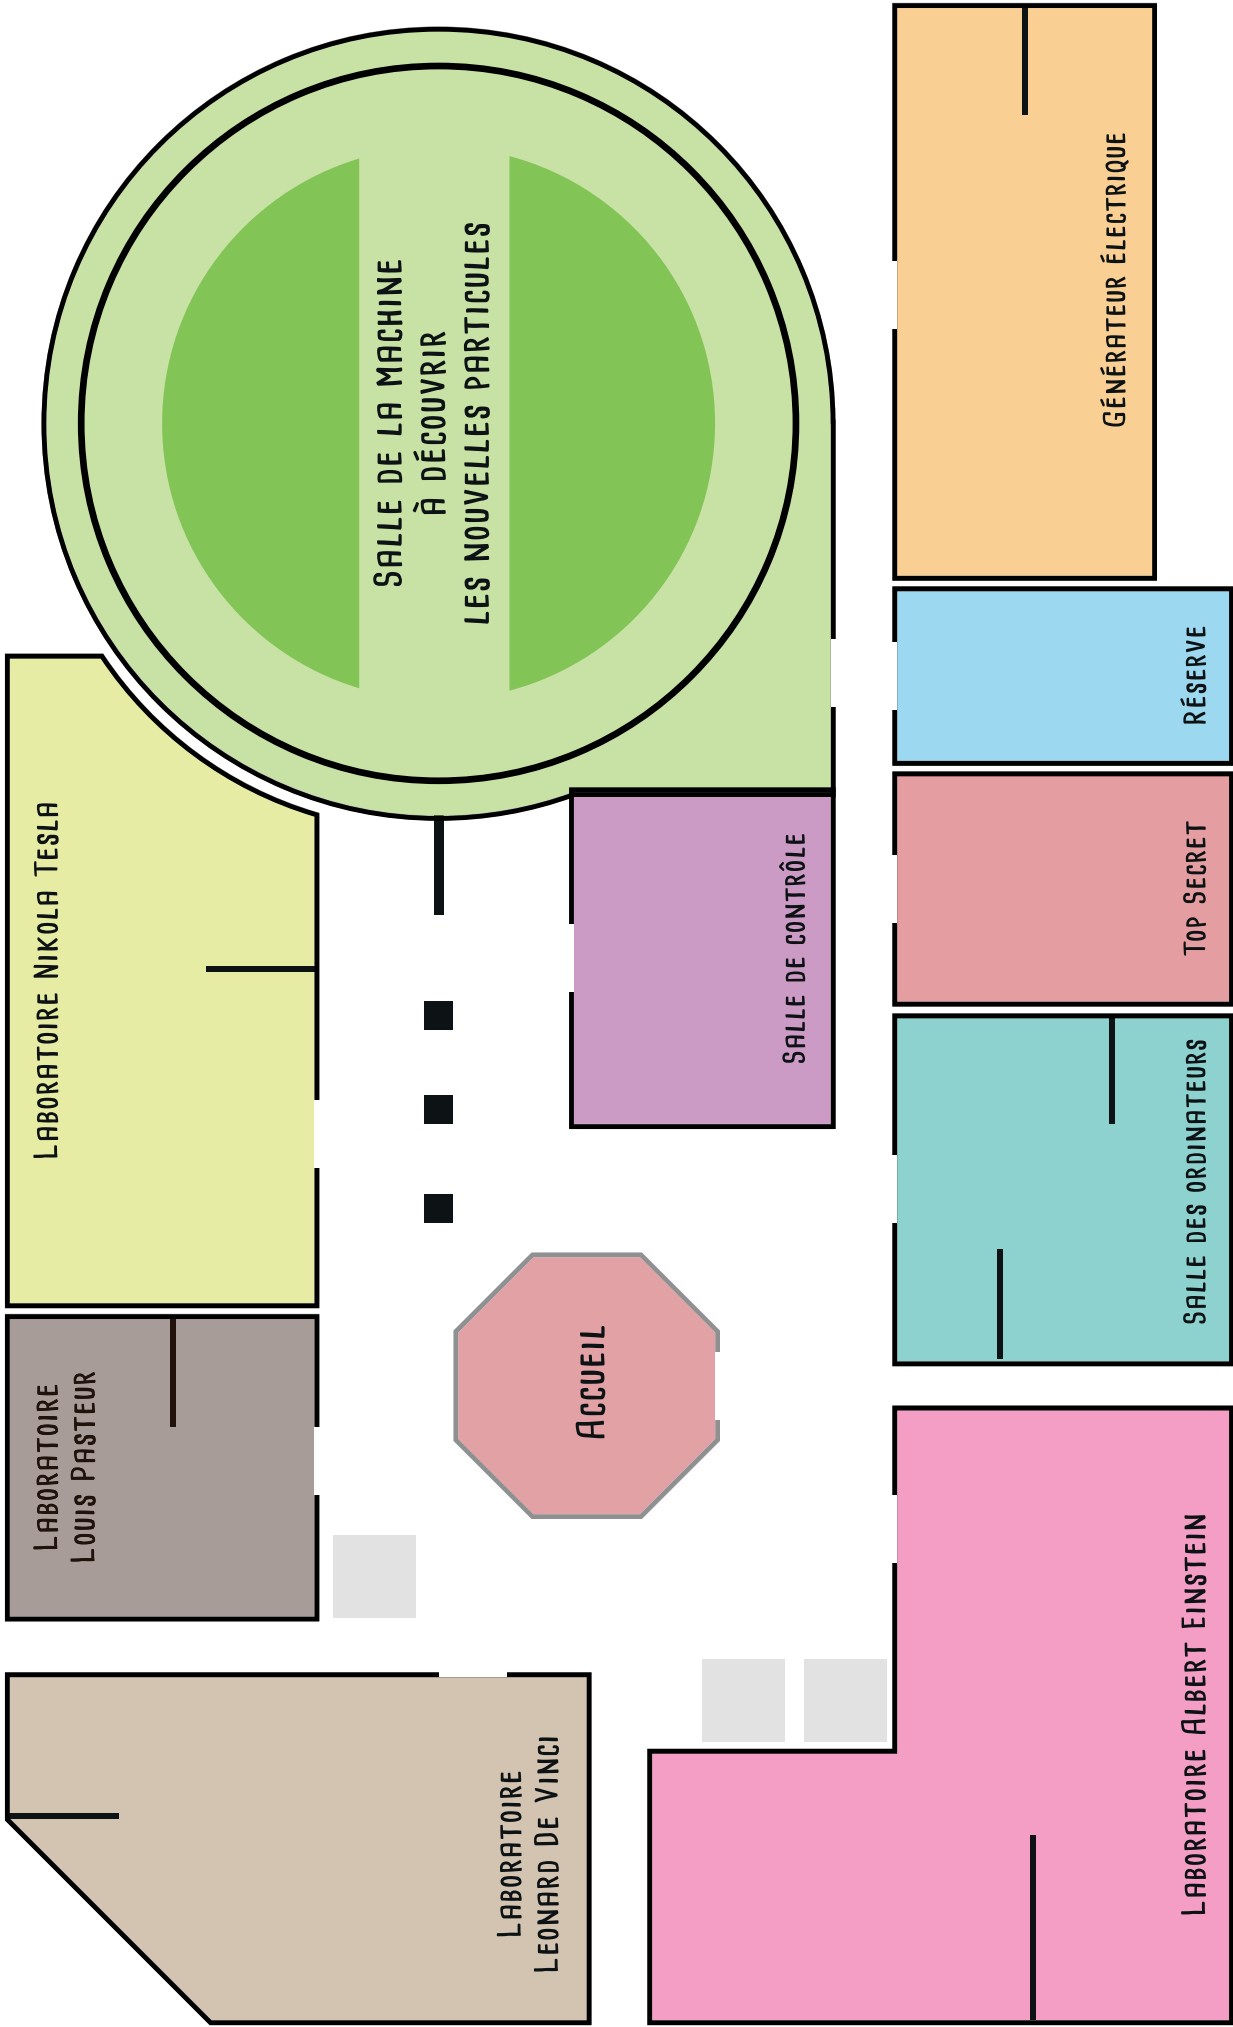 Salle de la machine
à découvrir
les nouvelles particules
Générateur électrique
Réserve
Top Secret
Salle de contrôle
Salle des ordinateurs
Laboratoire Nikola Tesla
Laboratoire
Louis Pasteur
Accueil
Laboratoire
Leonard De Vinci
Laboratoire Albert Einstein